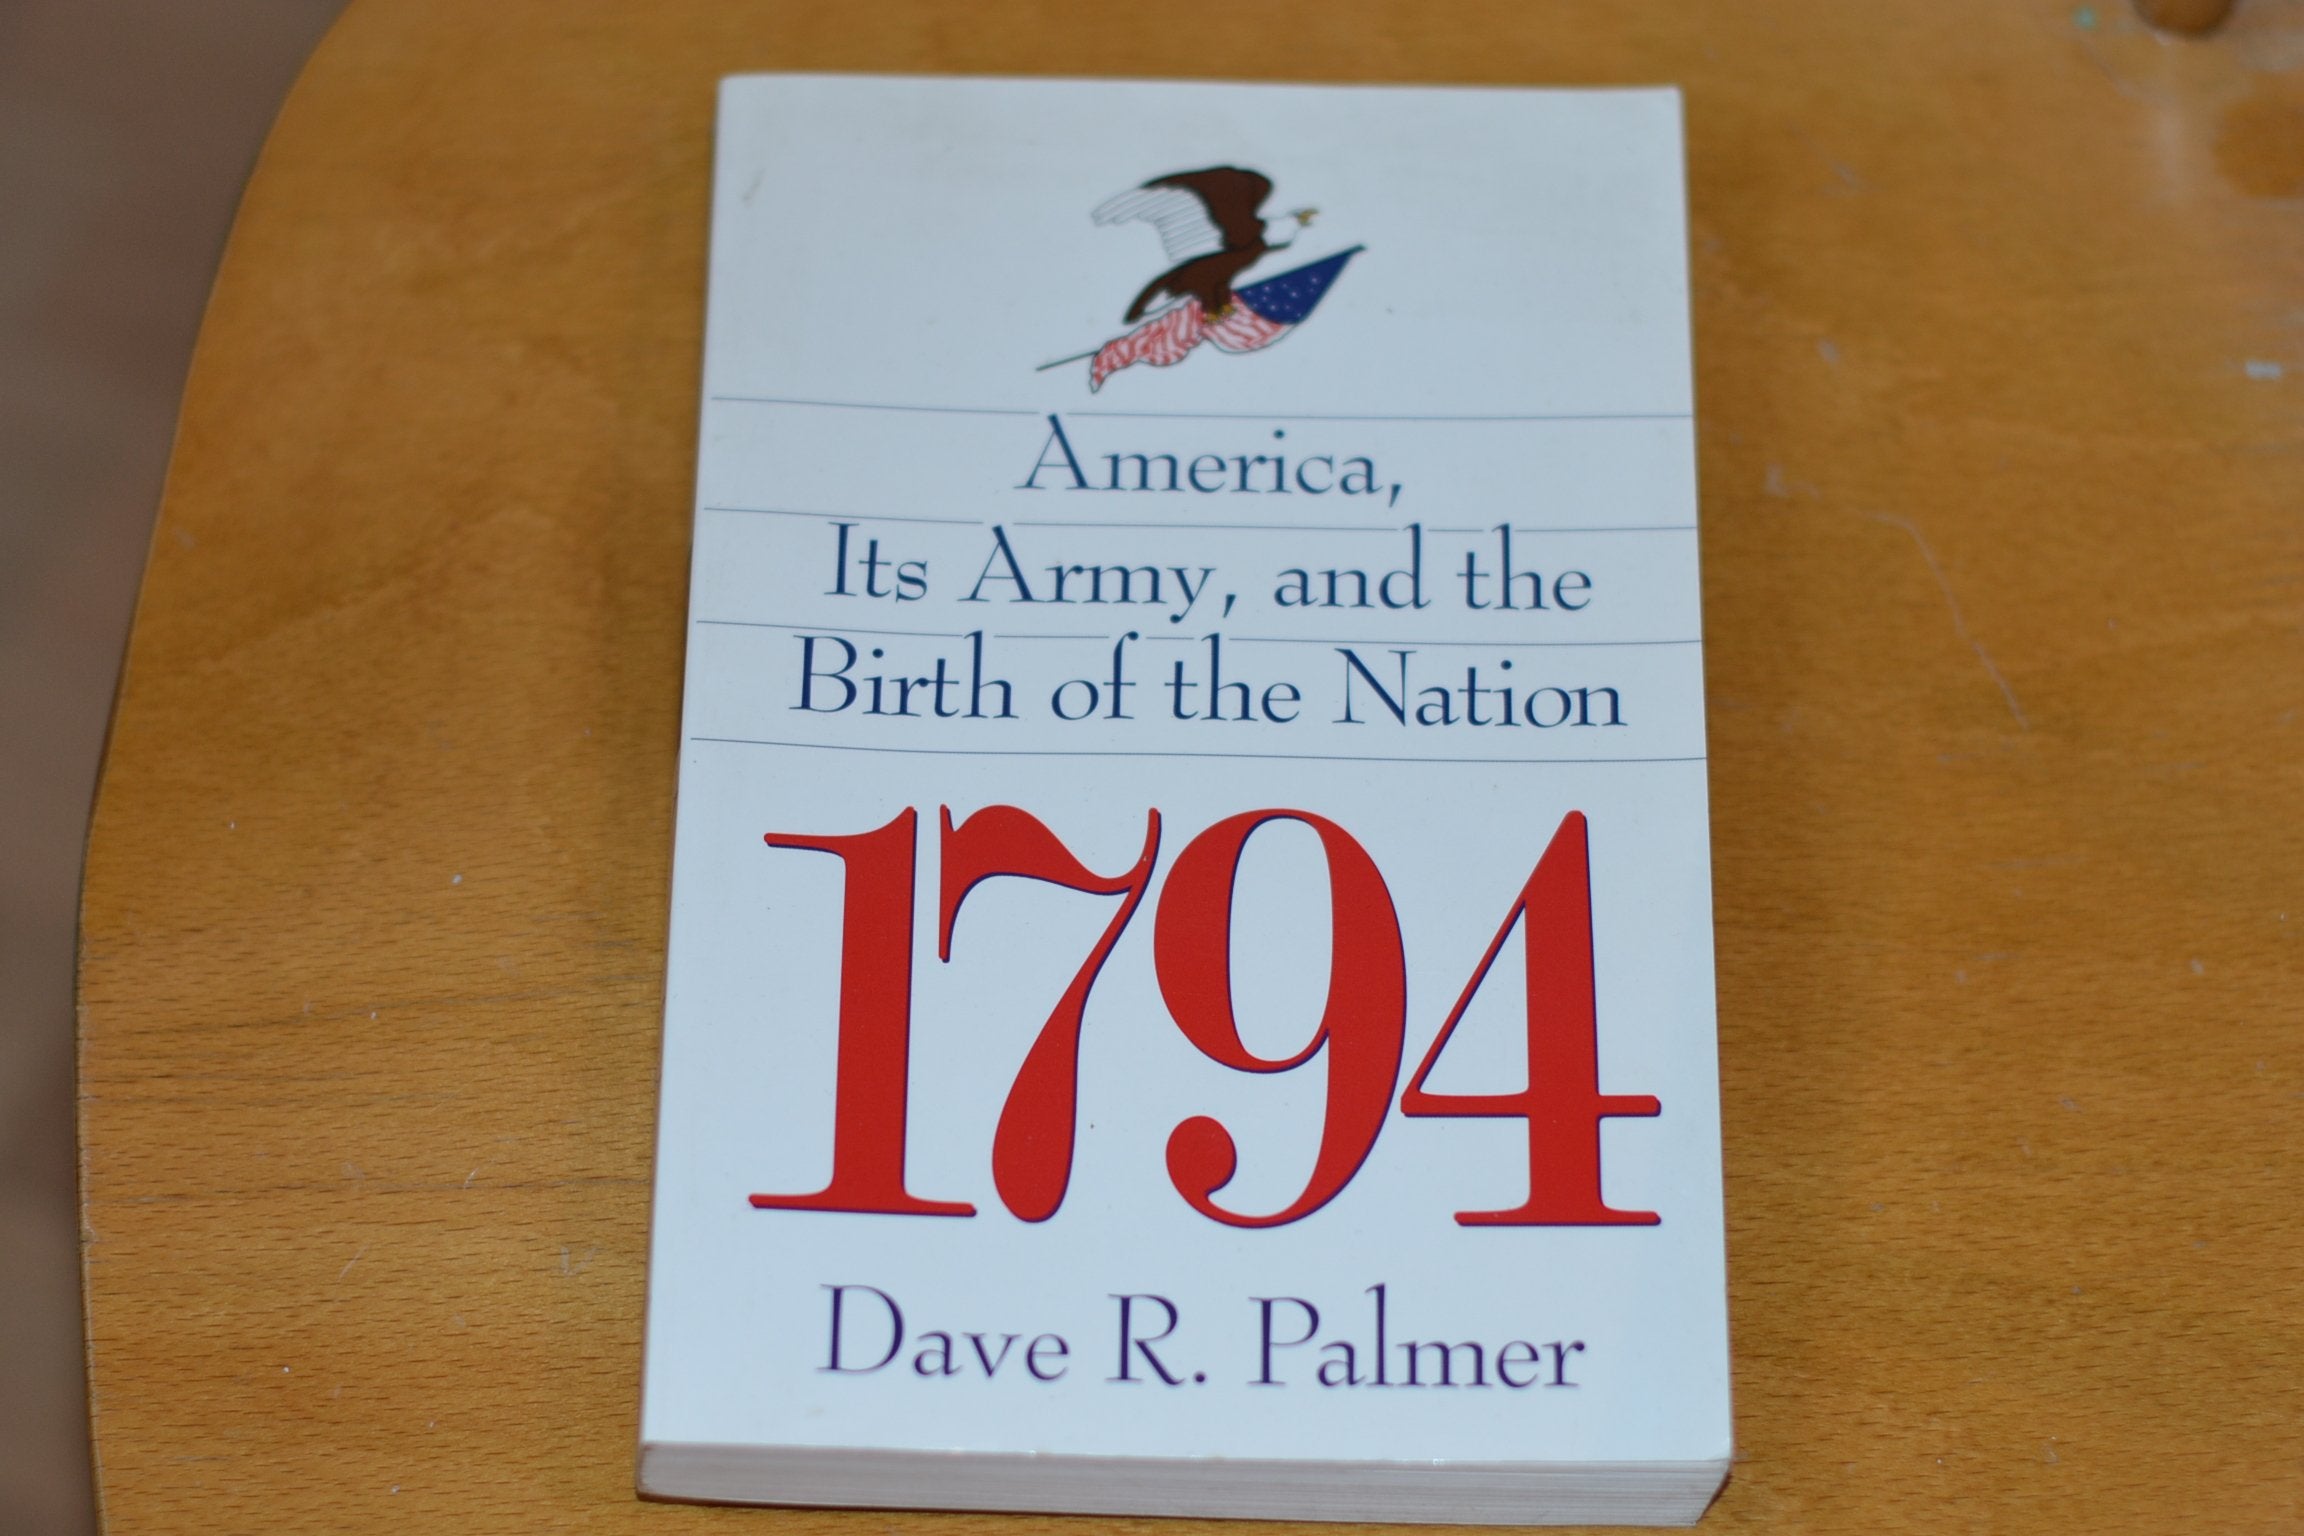 America,
Its Army, and the
Birth of the Nation
1794
Dave R. Palmer